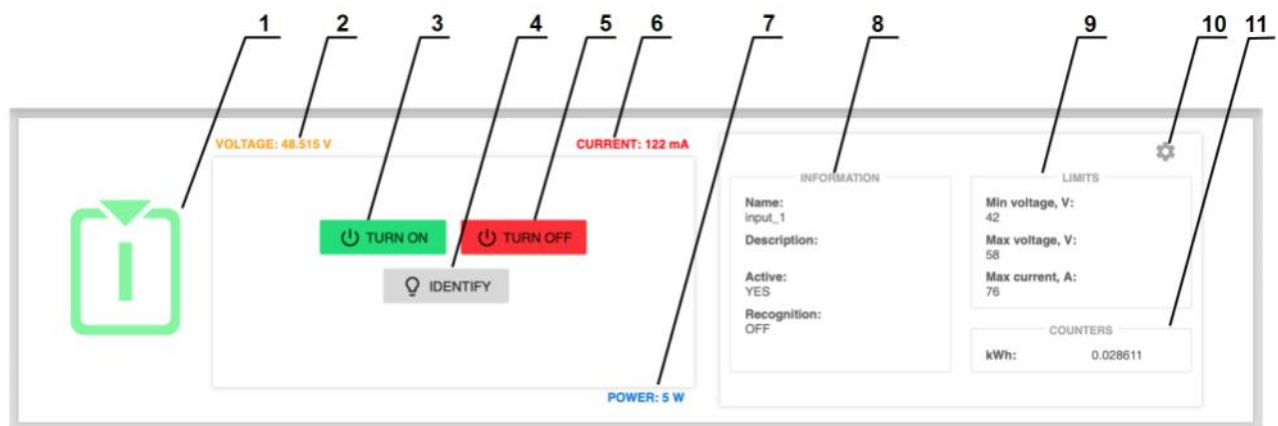 1 2 3 4 5 6 7 8 9 10 11
VOLTAGE: 48.515 V
CURRENT: 122 mA
TURN ON
TURN OFF
IDENTIFY
POWER: 5 W
INFORMATION
Name:
input_1
Description:
Active:
YES
Recognition:
OFF
LIMITS
Min voltage, V:
42
Max voltage, V:
58
Max current, A:
76
COUNTERS
kWh: 0.028611